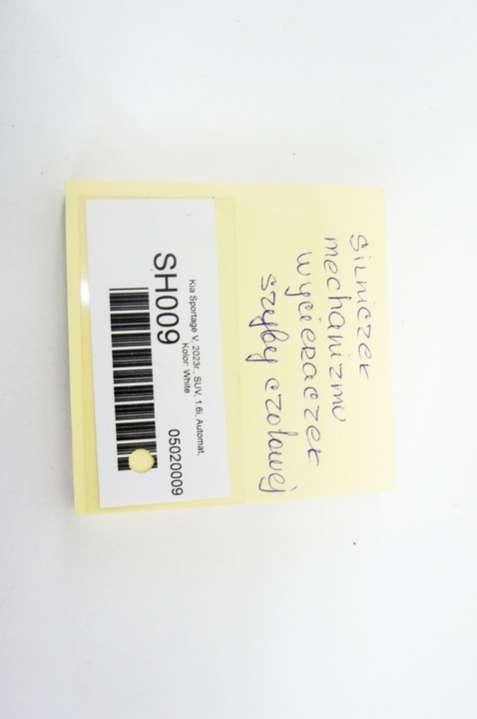 Silniczek
mechanizmu
wycieraczek
szyby czołowej
Kia Sportage V, 2023r., SUV, 1.6i, Automat,
Kolor: White
SH009
05020009